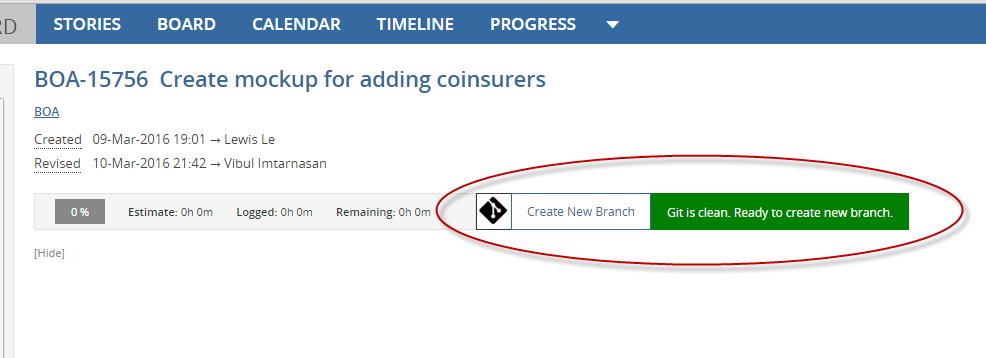 RD STORIES BOARD CALENDAR TIMELINE PROGRESS
BOA-15756 Create mockup for adding coinsurers
BOA
Created 09-Mar-2016 19:01 → Lewis Le
Revised 10-Mar-2016 21:42 → Vibul Imtarnasan
0 % Estimate: 0h 0m Logged: 0h 0m Remaining: 0h 0m Create New Branch Git is clean. Ready to create new branch.
[Hide]